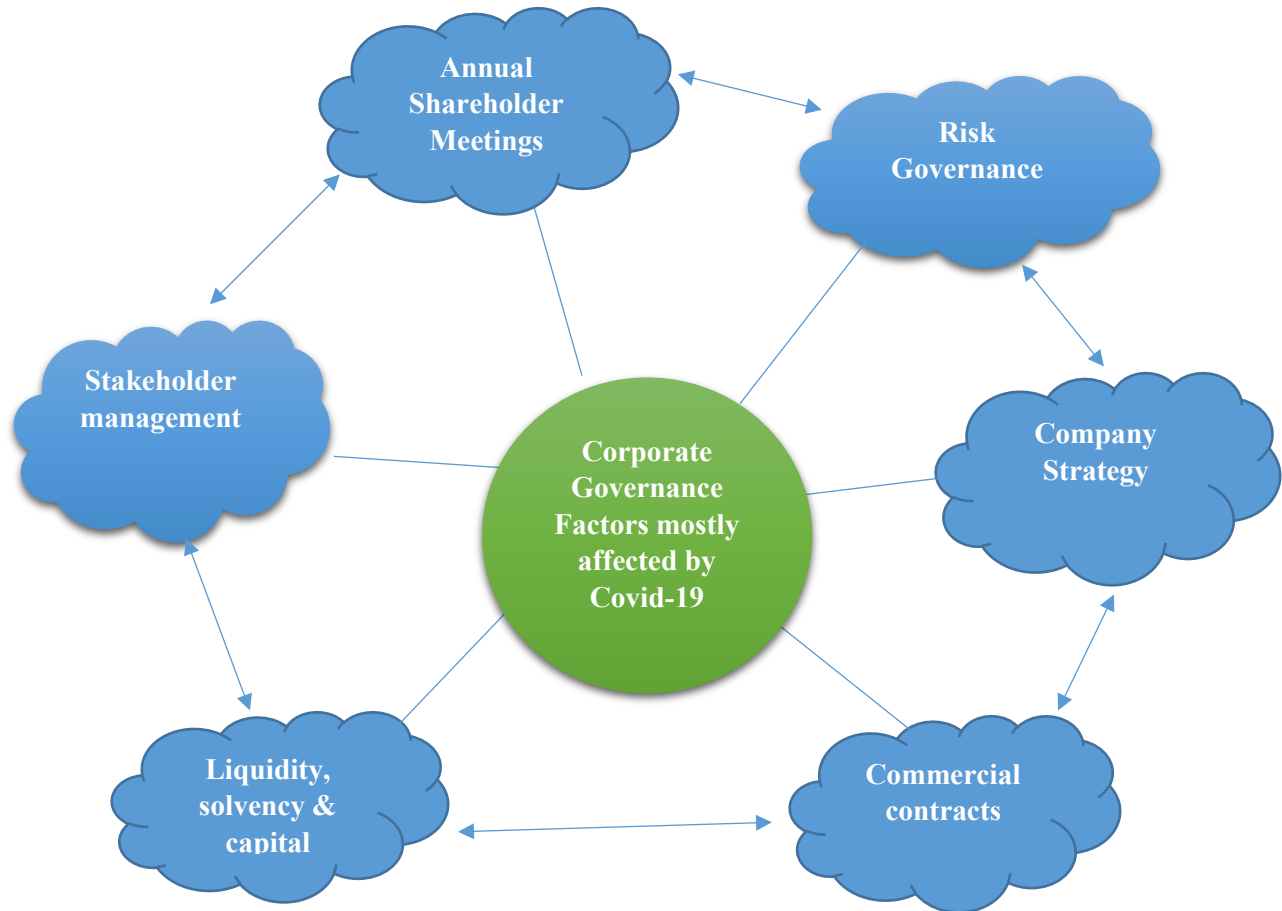 Annual
Shareholder
Meetings
Risk
Governance
Stakeholder
management
Company
Strategy
Corporate
Governance
Factors mostly
affected by
Covid-19
Liquidity,
solvency &
capital
Commercial
contracts